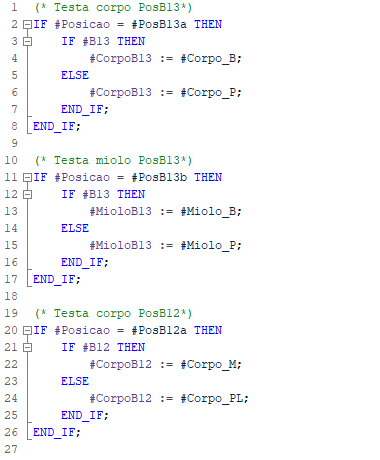 1 (* Testa corpo PosB13*)
2 IF #Posicao = #PosB13a THEN
3 IF #B13 THEN
4 #CorpoB13 := #Corpo_B;
5 ELSE
6 #CorpoB13 := #Corpo_P;
7 END_IF;
8 END_IF;
9
10 (* Testa miolo PosB13*)
11 IF #Posicao = #PosB13b THEN
12 IF #B13 THEN
13 #MioloB13 := #Miolo_B;
14 ELSE
15 #MioloB13 := #Miolo_P;
16 END_IF;
17 END_IF;
18
19 (* Testa corpo PosB12*)
20 IF #Posicao = #PosB12a THEN
21 IF #B12 THEN
22 #CorpoB12 := #Corpo_M;
23 ELSE
24 #CorpoB12 := #Corpo_PL;
25 END_IF;
26 END_IF;
27